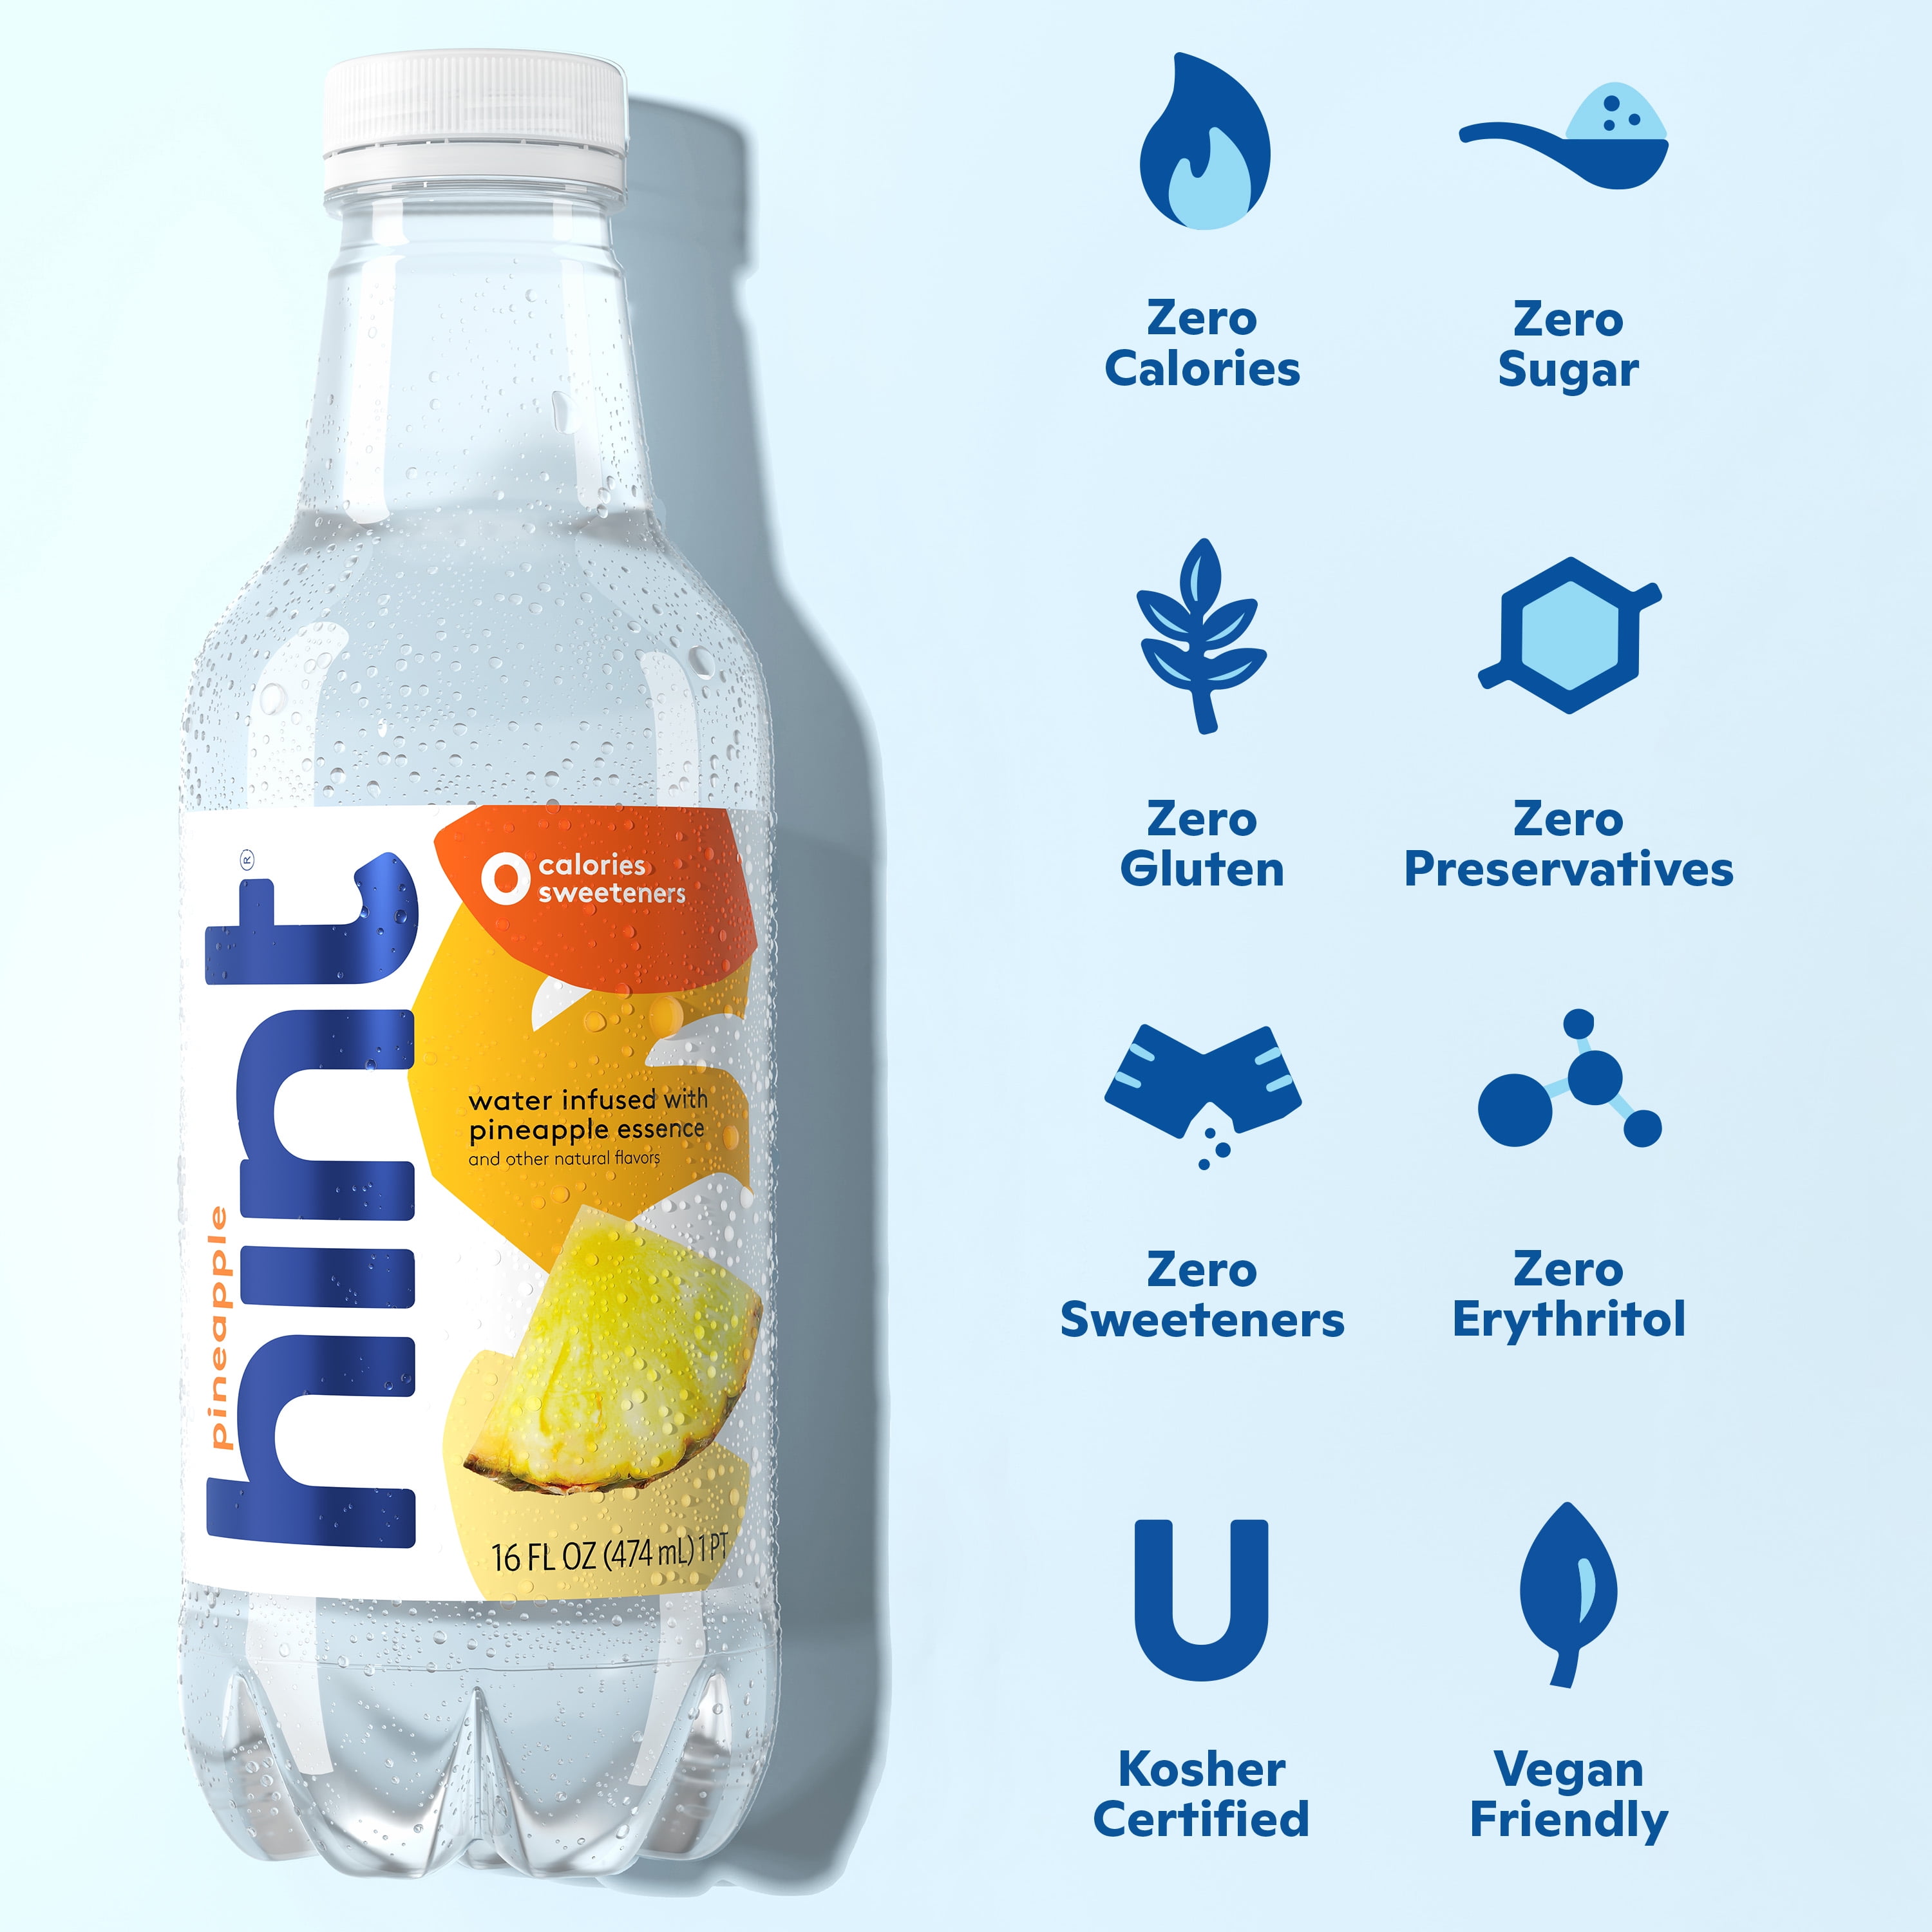 hint®
pineapple
0 calories
sweeteners
water infused with
pineapple essence
and other natural flavors
16 FL OZ (474 mL) 1 PT
Zero
Calories
Zero
Sugar
Zero
Gluten
Zero
Preservatives
Zero
Sweeteners
Zero
Erythritol
U
Kosher
Certified
Vegan
Friendly